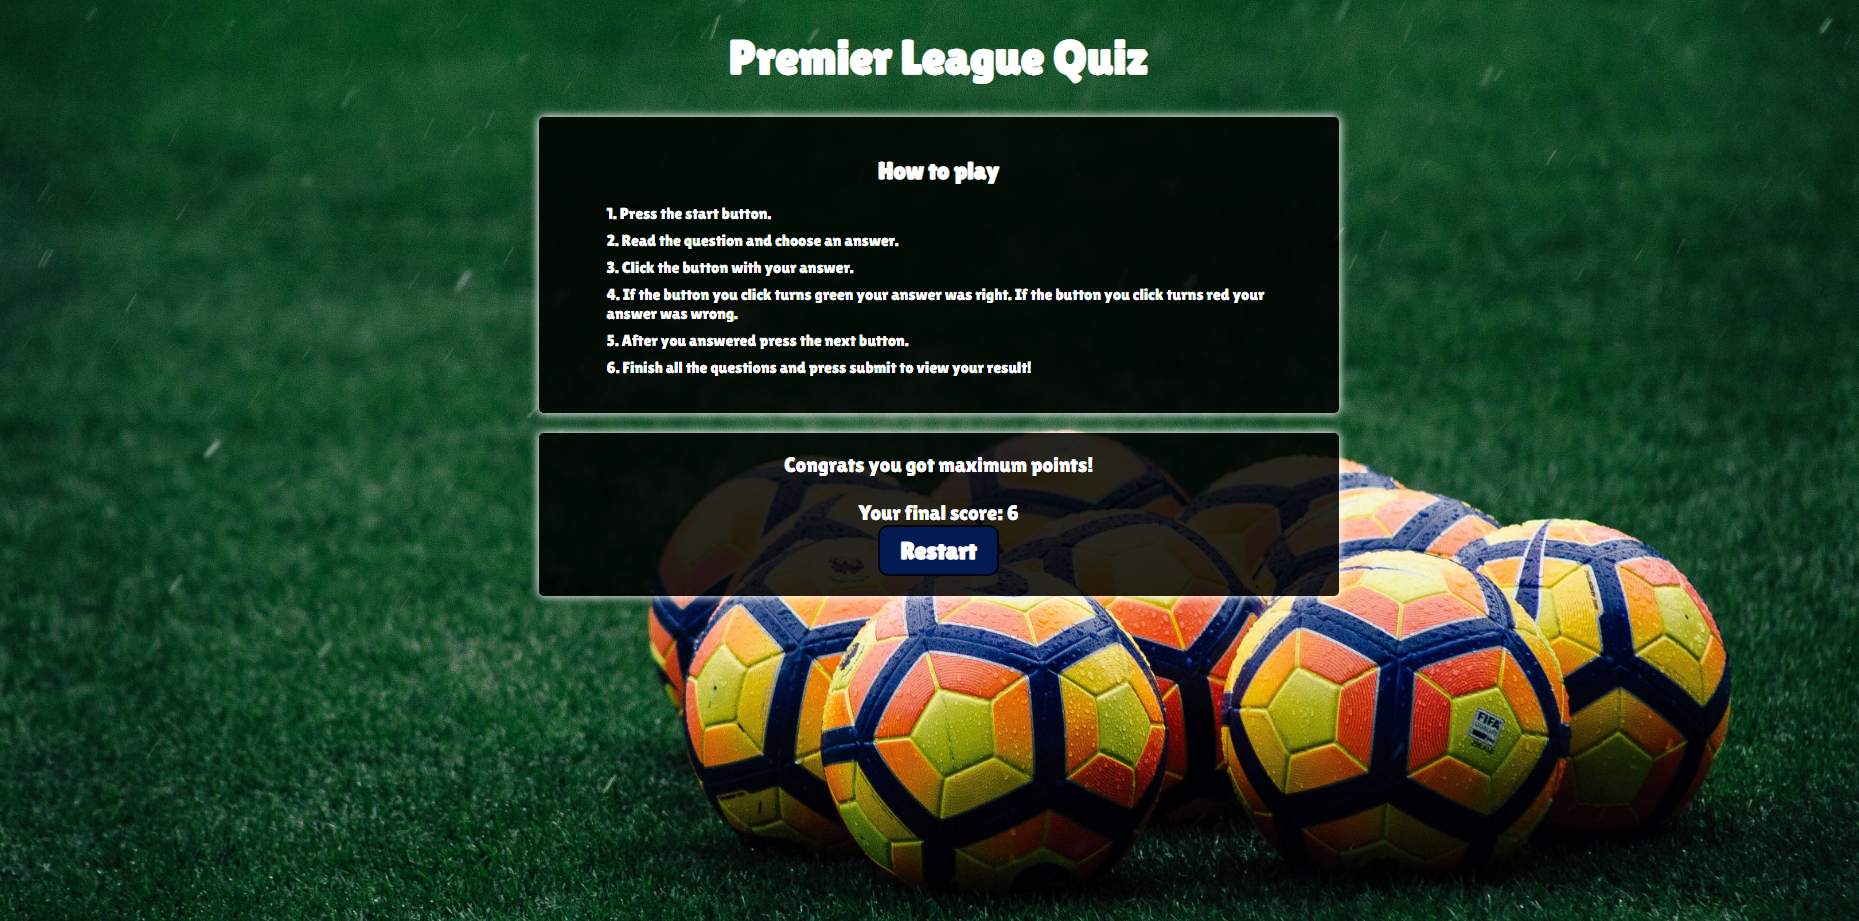 Premier League Quiz
How to play
1. Press the start button.
2. Read the question and choose an answer.
3. Click the button with your answer.
4. If the button you click turns green your answer was right. If the button you click turns red your
answer was wrong.
5. After you answered press the next button.
6. Finish all the questions and press submit to view your result!
Congrats you got maximum points!
Your final score: 6
Restart
FIFA